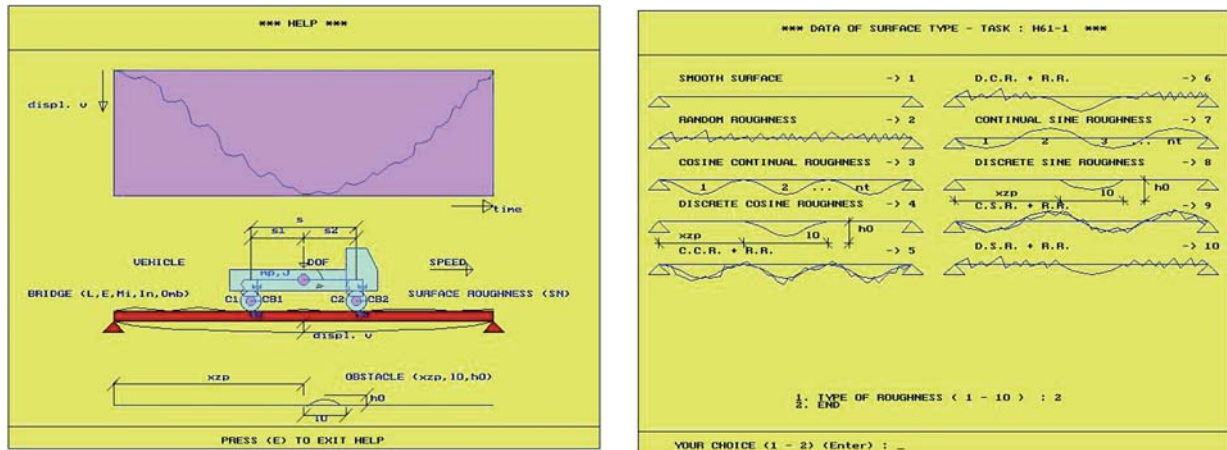 *** HELP ***
displ. v
time
s
s1 s2
VEHICLE DOF SPEED
mp,J
BRIDGE (L,E,Mi,In,Omb) C1 CB1 C2 CB2 SURFACE ROUGHNESS (SN)
displ. v
xzp OBSTACLE (xzp,l0,h0)
h0
l0
PRESS (E) TO EXIT HELP
*** DATA OF SURFACE TYPE - TASK : H61-1 ***
SMOOTH SURFACE -> 1
RANDOM ROUGHNESS -> 2
COSINE CONTINUAL ROUGHNESS -> 3
1 2 ... nt
DISCRETE COSINE ROUGHNESS -> 4
xzp l0 h0
C.C.R. + R.R. -> 5
D.C.R. + R.R. -> 6
CONTINUAL SINE ROUGHNESS -> 7
1 2 3 ... nt
DISCRETE SINE ROUGHNESS -> 8
xzp l0 h0
C.S.R. + R.R. -> 9
D.S.R. + R.R. -> 10
1. TYPE OF ROUGHNESS ( 1 - 10 ) : 2
2. END
YOUR CHOICE (1 - 2) (Enter) : _